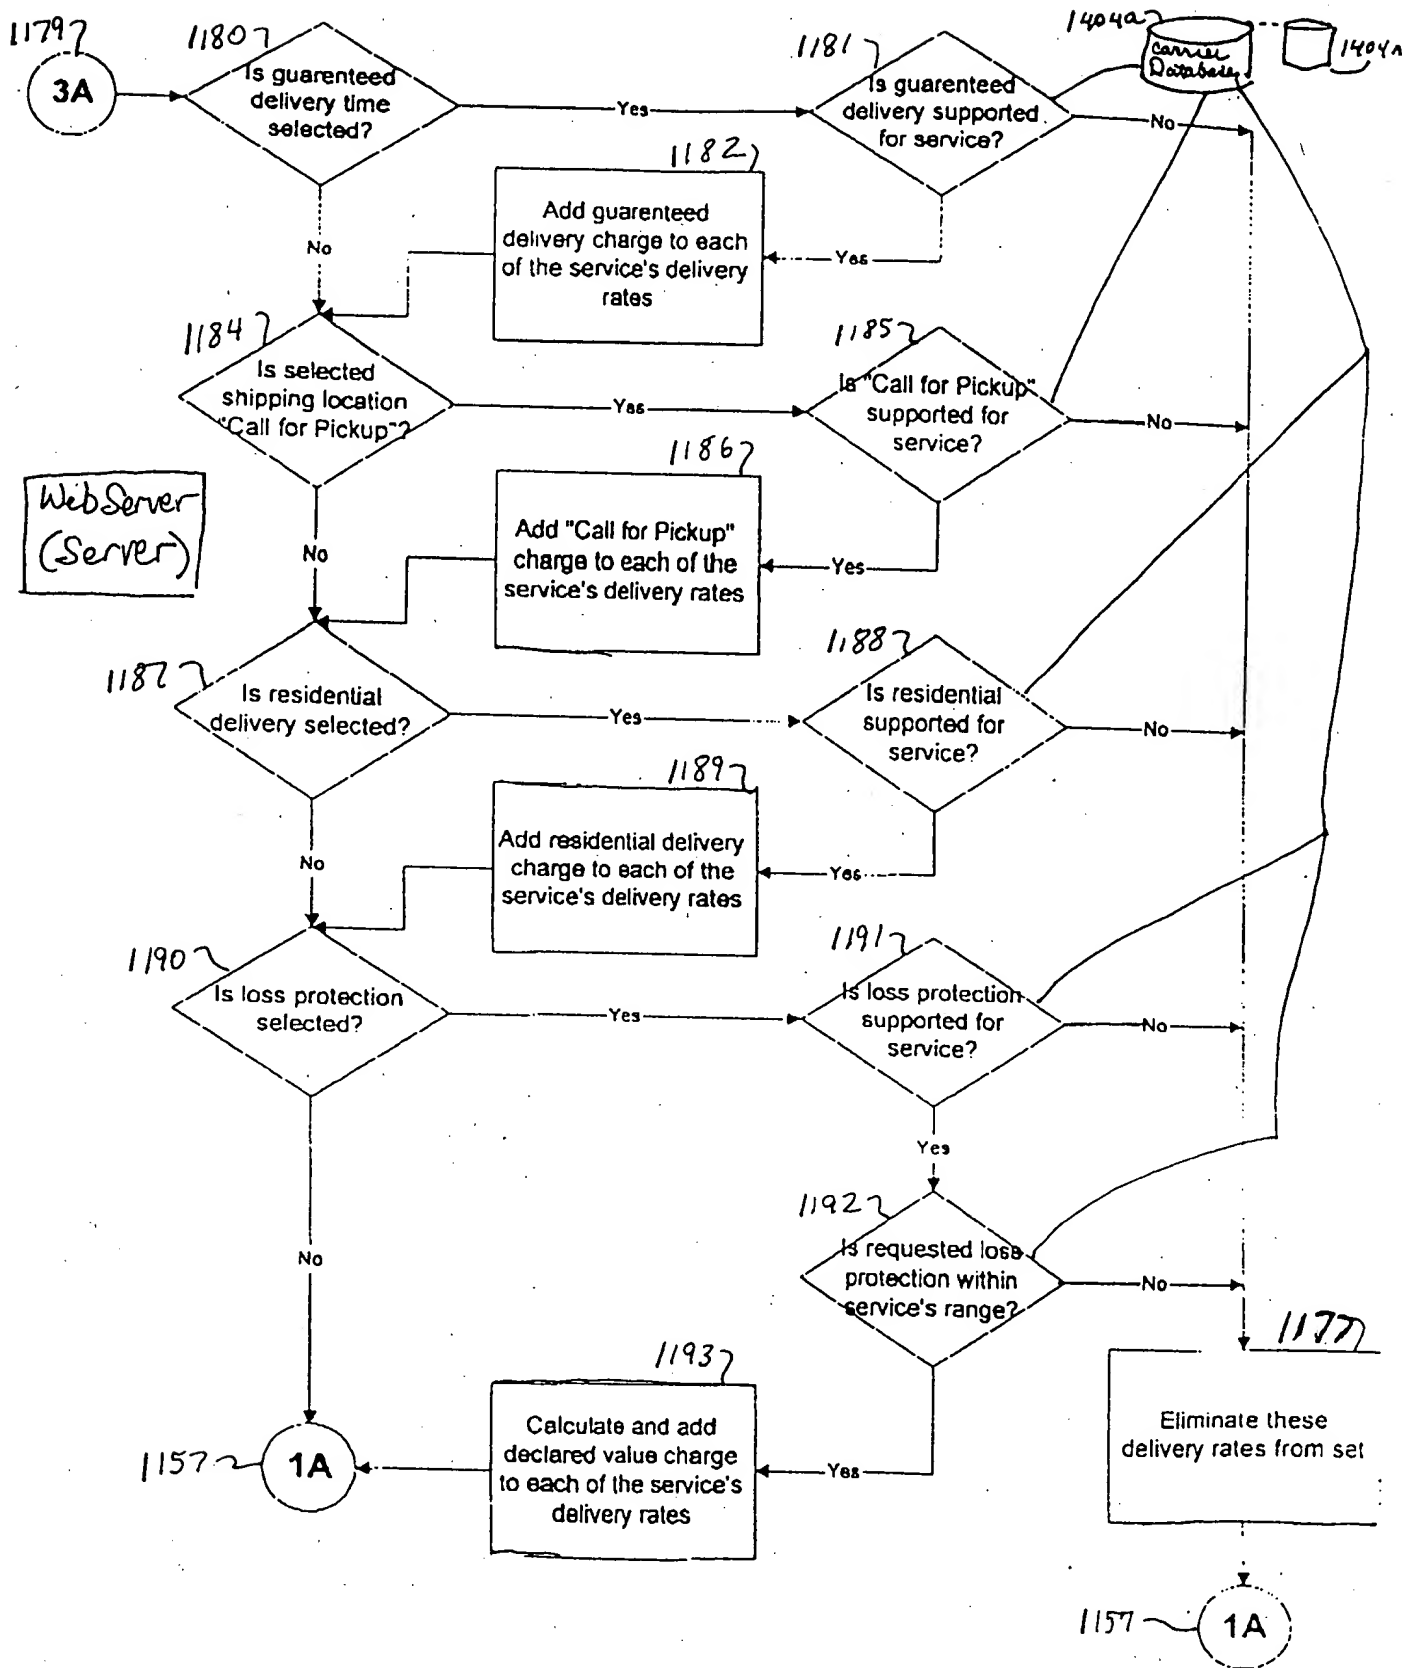 1179
3A
1180
Is guarenteed
delivery time
selected?
Yes
1181
Is guarenteed
delivery supported
for service?
No
1404a
carrier
Database
1404n
1182
Add guarenteed
delivery charge to each
of the service's delivery
rates
Yes
No
1184
Is selected
shipping location
"Call for Pickup"?
Yes
1185
Is "Call for Pickup"
supported for
service?
No
1186
Add "Call for Pickup"
charge to each of the
service's delivery rates
Yes
No
Web Server
(Server)
1187
Is residential
delivery selected?
Yes
1188
Is residential
supported for
service?
No
1189
Add residential delivery
charge to each of the
service's delivery rates
Yes
No
1190
Is loss protection
selected?
Yes
1191
Is loss protection
supported for
service?
No
Yes
1192
Is requested loss
protection within
service's range?
No
No
1177
Eliminate these
delivery rates from set
1193
Calculate and add
declared value charge
to each of the service's
delivery rates
Yes
1157
1A
1157
1A